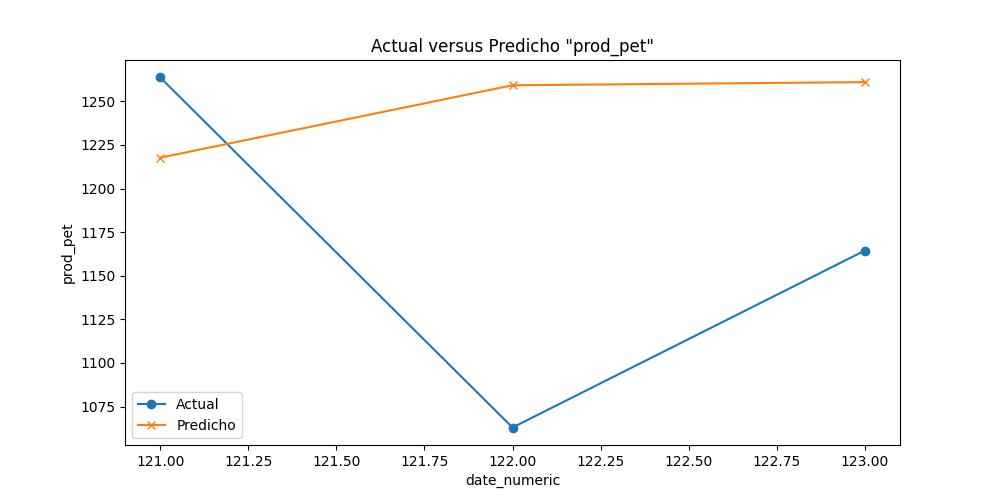 Actual versus Predicho "prod_pet"
prod_pet
1250
1225
1200
1175
1150
1125
1100
1075
Actual
Predicho
121.00 121.25 121.50 121.75 122.00 122.25 122.50 122.75 123.00
date_numeric